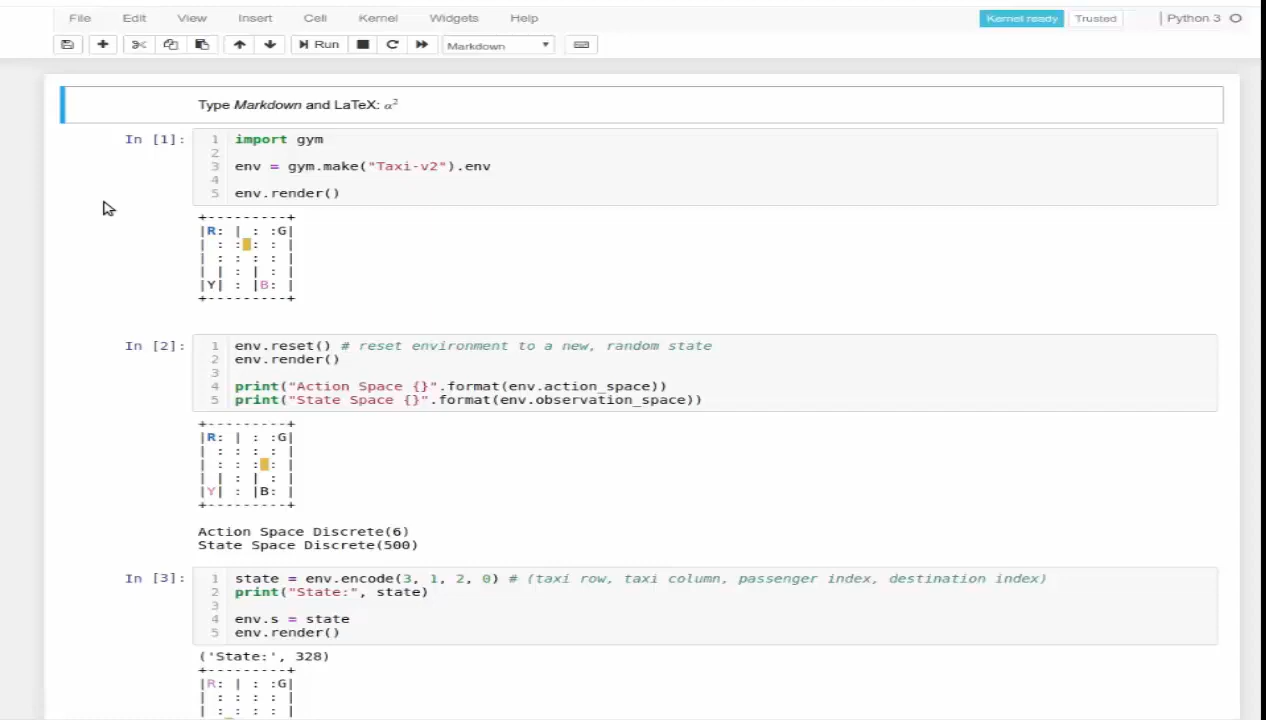 File Edit View Insert Cell Kernel Widgets Help Kernel ready Trusted | Python 3
Run Markdown
Type Markdown and LaTeX: α²
In [1]:
1 import gym
2
3 env = gym.make("Taxi-v2").env
4
5 env.render()
+---------+
|R: | : :G|
| : : : : |
| : : : : |
| | : | : |
|Y| : |B: |
+---------+
In [2]:
1 env.reset() # reset environment to a new, random state
2 env.render()
3
4 print("Action Space {}".format(env.action_space))
5 print("State Space {}".format(env.observation_space))
+---------+
|R: | : :G|
| : : : : |
| : : : : |
| | : | : |
|Y| : |B: |
+---------+
Action Space Discrete(6)
State Space Discrete(500)
In [3]:
1 state = env.encode(3, 1, 2, 0) # (taxi row, taxi column, passenger index, destination index)
2 print("State:", state)
3
4 env.s = state
5 env.render()
('State:', 328)
+---------+
|R: | : :G|
| : : : : |
| : : : : |